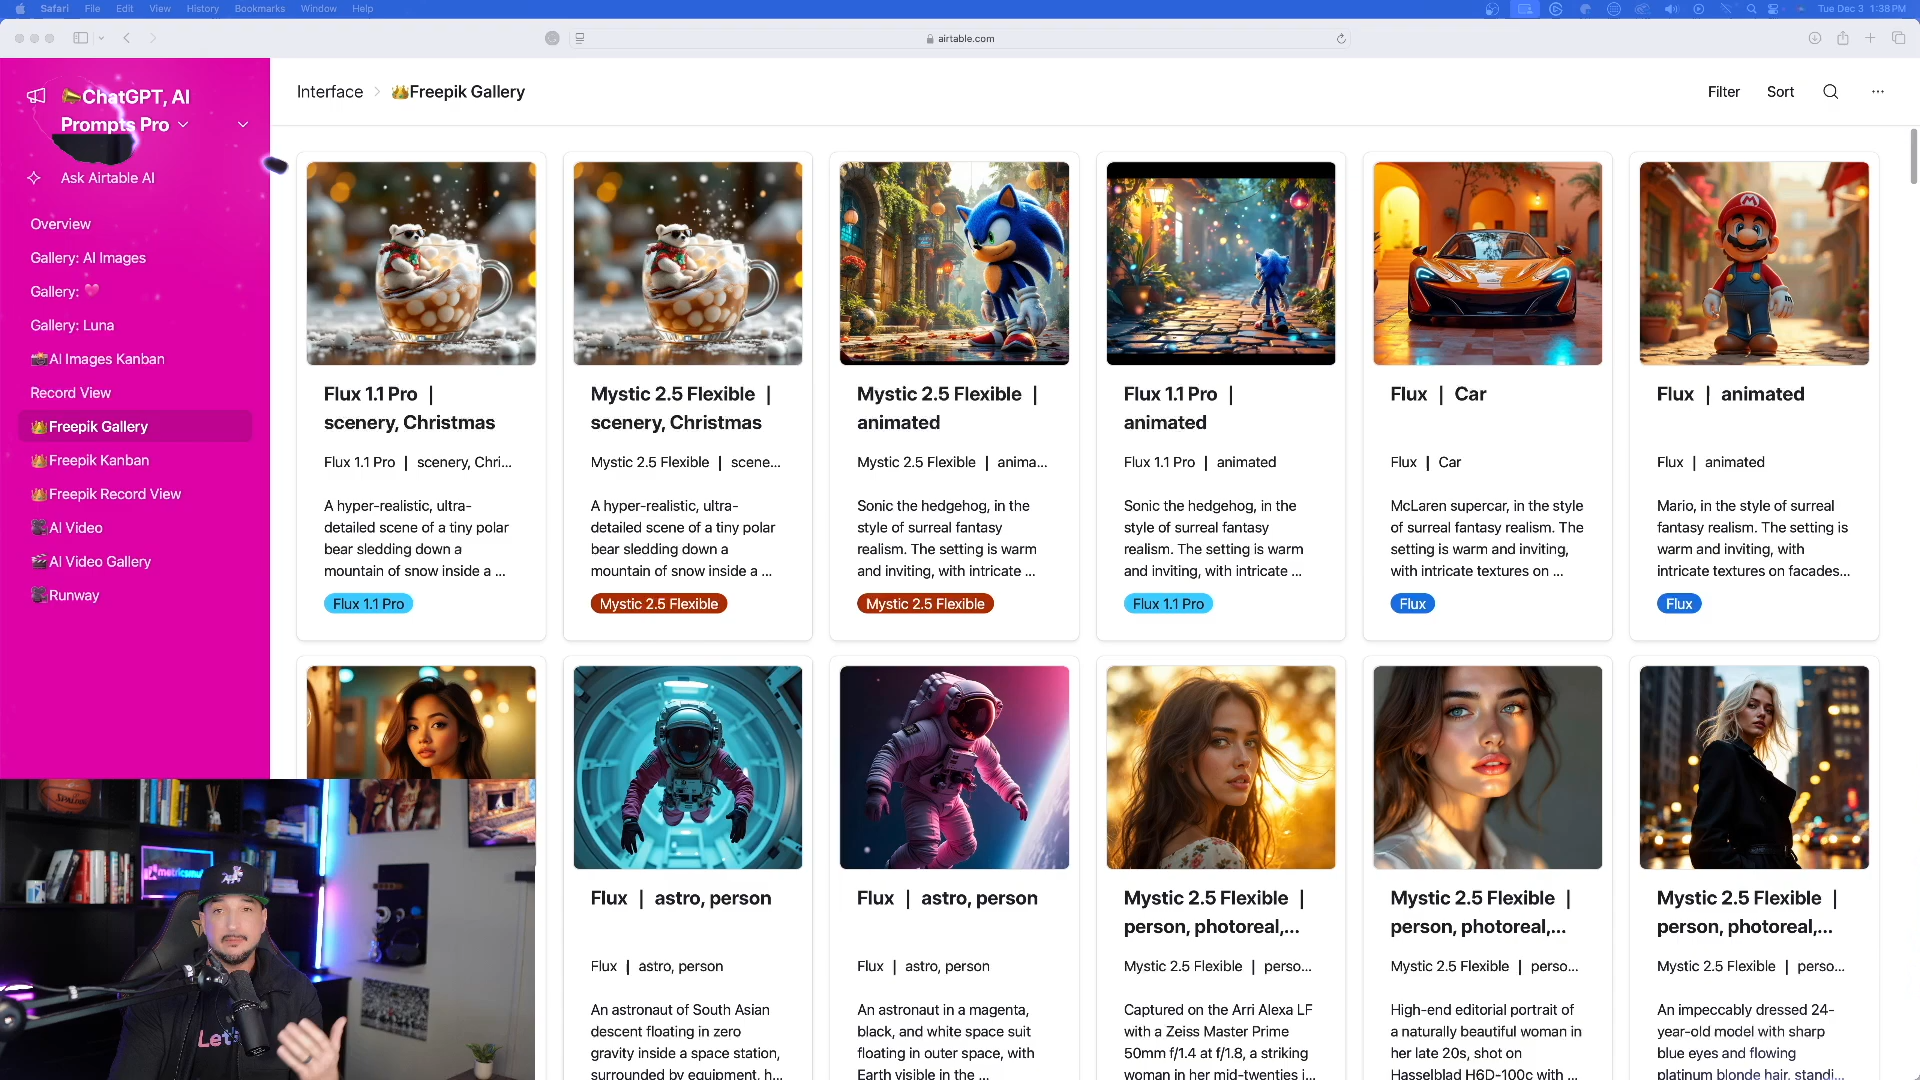 Safari File Edit View History Bookmarks Window Help Tue Dec 3 1:38 PM
airtable.com
📣ChatGPT, AI
Prompts Pro
Ask Airtable AI
Overview
Gallery: AI Images
Gallery: 💗
Gallery: Luna
📸AI Images Kanban
Record View
👑Freepik Gallery
👑Freepik Kanban
👑Freepik Record View
🎥AI Video
🎬AI Video Gallery
🎥Runway
Interface > 👑Freepik Gallery
Filter Sort ...
Flux 1.1 Pro |
scenery, Christmas
Flux 1.1 Pro | scenery, Chri...
A hyper-realistic, ultra-
detailed scene of a tiny polar
bear sledding down a
mountain of snow inside a ...
Flux 1.1 Pro
Mystic 2.5 Flexible |
scenery, Christmas
Mystic 2.5 Flexible | scene...
A hyper-realistic, ultra-
detailed scene of a tiny polar
bear sledding down a
mountain of snow inside a ...
Mystic 2.5 Flexible
Mystic 2.5 Flexible |
animated
Mystic 2.5 Flexible | anima...
Sonic the hedgehog, in the
style of surreal fantasy
realism. The setting is warm
and inviting, with intricate ...
Mystic 2.5 Flexible
Flux 1.1 Pro |
animated
Flux 1.1 Pro | animated
Sonic the hedgehog, in the
style of surreal fantasy
realism. The setting is warm
and inviting, with intricate ...
Flux 1.1 Pro
Flux | Car
Flux | Car
McLaren supercar, in the style
of surreal fantasy realism. The
setting is warm and inviting,
with intricate textures on ...
Flux
Flux | animated
Flux | animated
Mario, in the style of surreal
fantasy realism. The setting is
warm and inviting, with
intricate textures on facades...
Flux
Flux | astro, person
Flux | astro, person
An astronaut of South Asian
descent floating in zero
gravity inside a space station,
surrounded by equipment, h...
Flux | astro, person
Flux | astro, person
An astronaut in a magenta,
black, and white space suit
floating in outer space, with
Earth visible in the ...
Mystic 2.5 Flexible |
person, photoreal,...
Mystic 2.5 Flexible | perso...
Captured on the Arri Alexa LF
with a Zeiss Master Prime
50mm f/1.4 at f/1.8, a striking
woman in her mid-twenties i...
Mystic 2.5 Flexible |
person, photoreal,...
Mystic 2.5 Flexible | perso...
High-end editorial portrait of
a naturally beautiful woman in
her late 20s, shot on
Hasselblad H6D-100c with ...
Mystic 2.5 Flexible |
person, photoreal,...
Mystic 2.5 Flexible | perso...
An impeccably dressed 24-
year-old model with sharp
blue eyes and flowing
platinum blonde hair, standi...
SPALDING
Let's